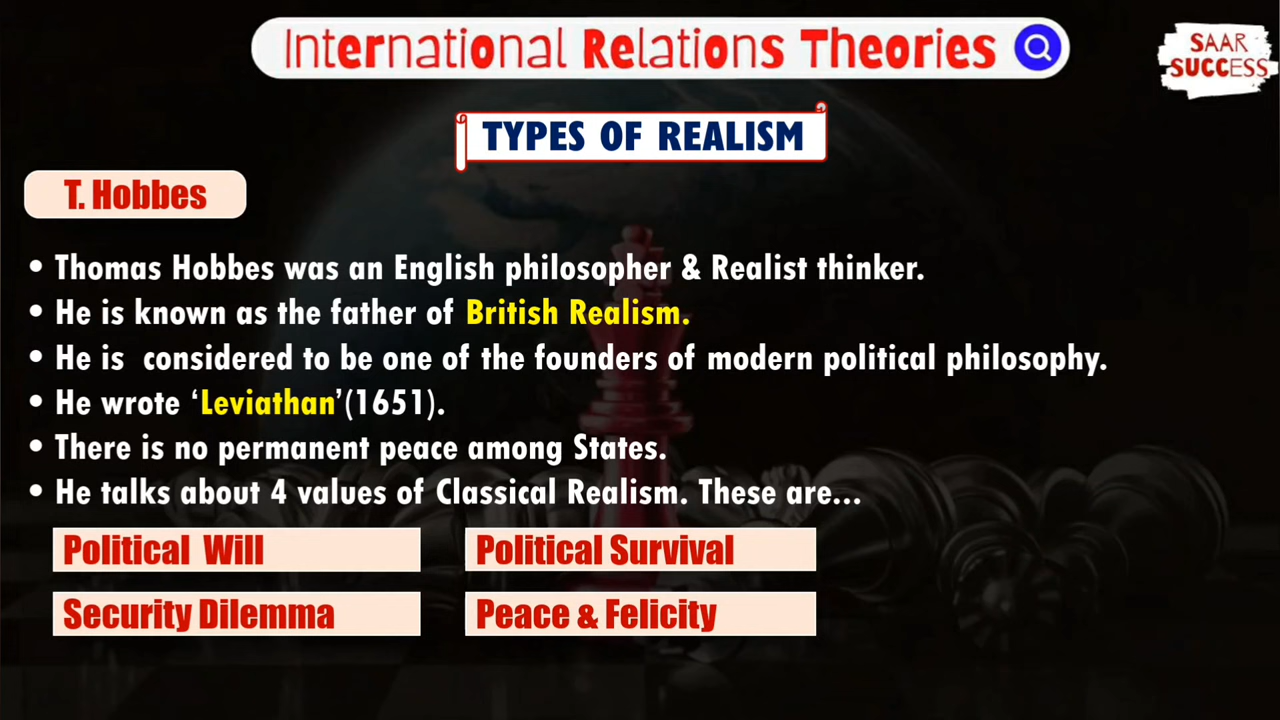 International Relations Theories
SAAR
SUCCESS
TYPES OF REALISM
T. Hobbes
• Thomas Hobbes was an English philosopher & Realist thinker.
• He is known as the father of British Realism.
• He is considered to be one of the founders of modern political philosophy.
• He wrote ‘Leviathan’(1651).
• There is no permanent peace among States.
• He talks about 4 values of Classical Realism. These are...
Political Will
Political Survival
Security Dilemma
Peace & Felicity